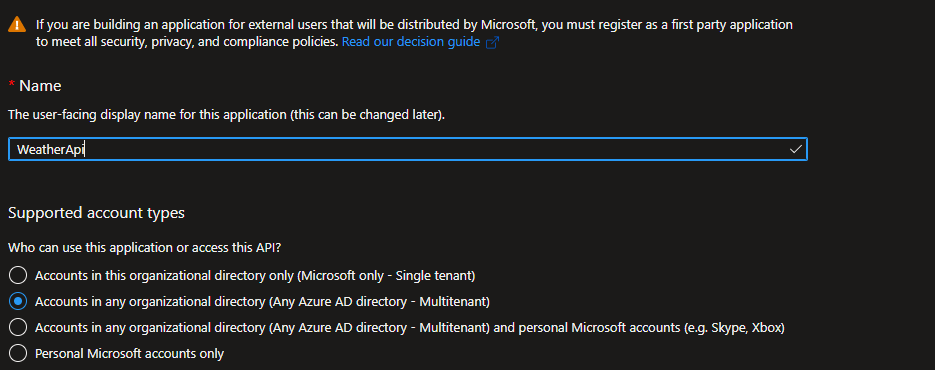 If you are building an application for external users that will be distributed by Microsoft, you must register as a first party application
to meet all security, privacy, and compliance policies. Read our decision guide
* Name
The user-facing display name for this application (this can be changed later).
WeatherApi
Supported account types
Who can use this application or access this API?
Accounts in this organizational directory only (Microsoft only - Single tenant)
Accounts in any organizational directory (Any Azure AD directory - Multitenant)
Accounts in any organizational directory (Any Azure AD directory - Multitenant) and personal Microsoft accounts (e.g. Skype, Xbox)
Personal Microsoft accounts only